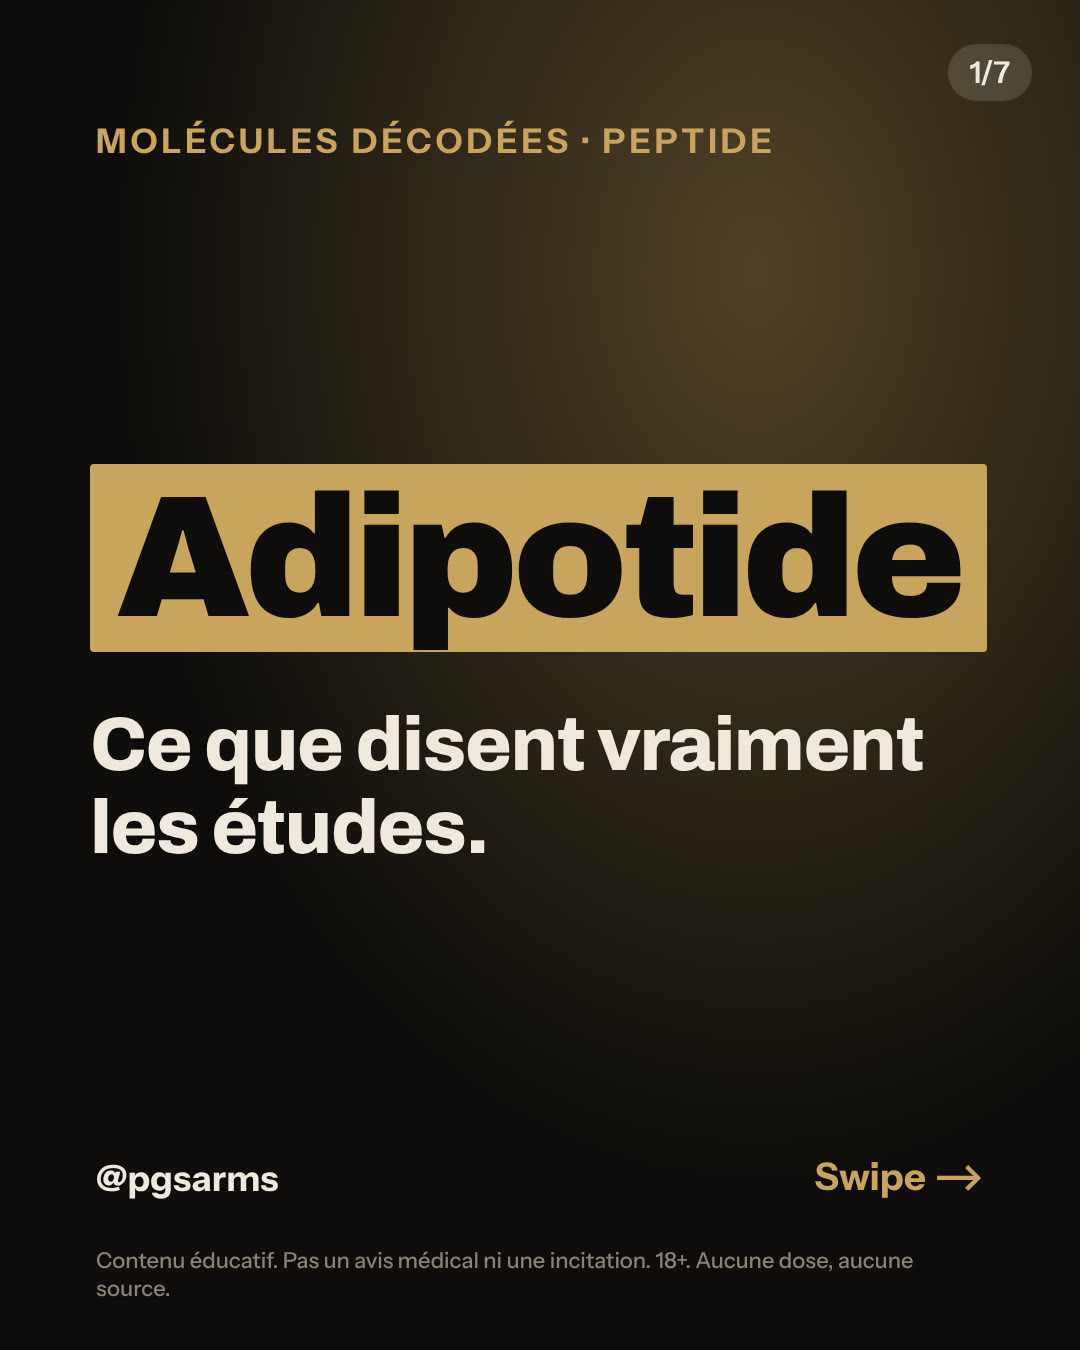 1/7
MOLÉCULES DÉCODÉES · PEPTIDE
Adipotide
Ce que disent vraiment
les études.
@pgsarms
Swipe →
Contenu éducatif. Pas un avis médical ni une incitation. 18+. Aucune dose, aucune
source.